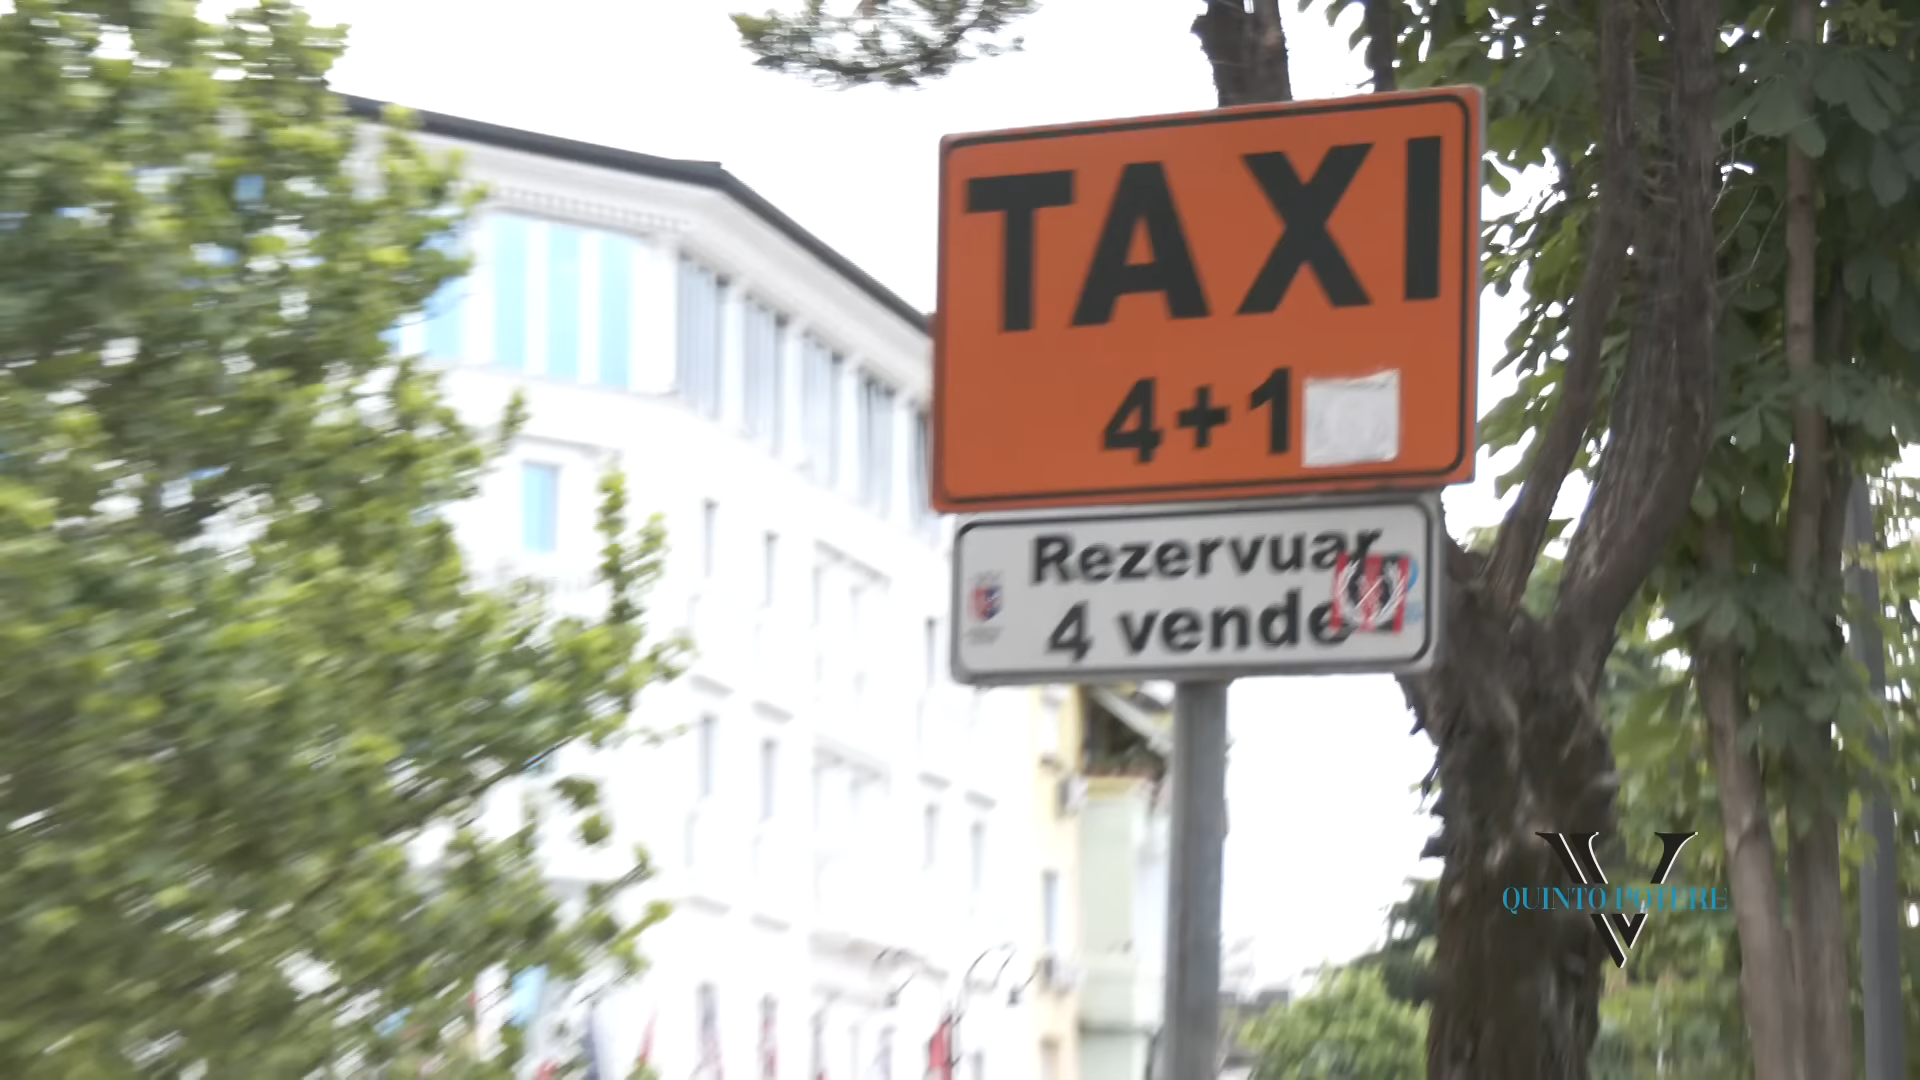 TAXI
4+1
Rezervuar
4 vende
QUINTO POTERE
V